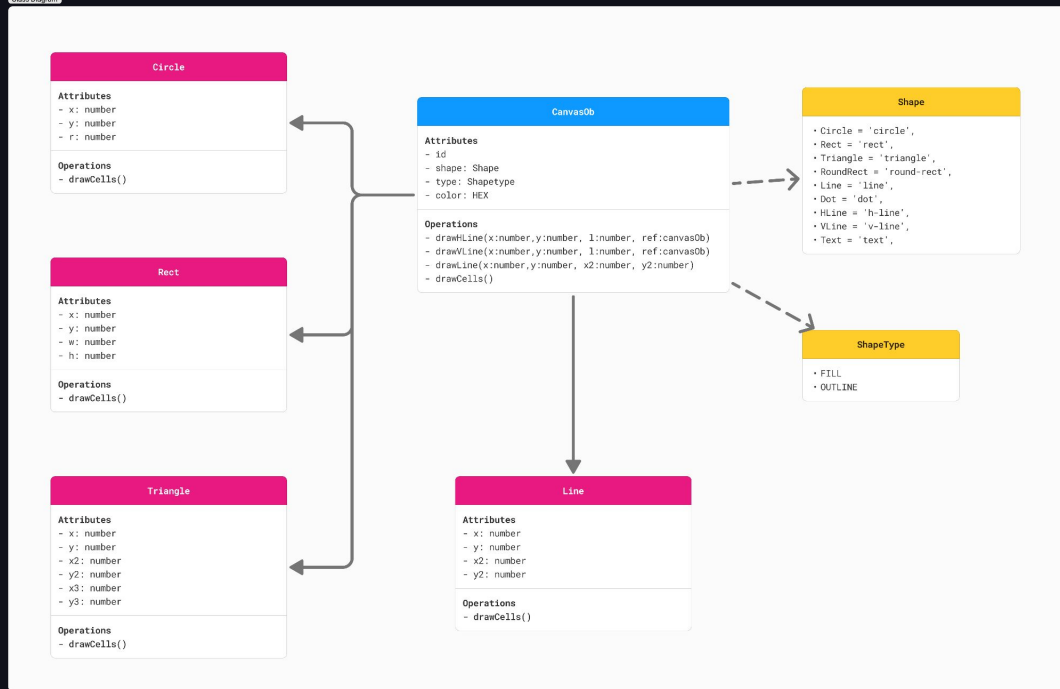 Class Diagram
Circle
Attributes
- x: number
- y: number
- r: number
Operations
- drawCells()
Rect
Attributes
- x: number
- y: number
- w: number
- h: number
Operations
- drawCells()
Triangle
Attributes
- x: number
- y: number
- x2: number
- y2: number
- x3: number
- y3: number
Operations
- drawCells()
CanvasOb
Attributes
- id
- shape: Shape
- type: Shapetype
- color: HEX
Operations
- drawHLine(x:number,y:number, l:number, ref:canvasOb)
- drawVLine(x:number,y:number, l:number, ref:canvasOb)
- drawLine(x:number,y:number, x2:number, y2:number)
- drawCells()
Line
Attributes
- x: number
- y: number
- x2: number
- y2: number
Operations
- drawCells()
Shape
• Circle = 'circle',
• Rect = 'rect',
• Triangle = 'triangle',
• RoundRect = 'round-rect',
• Line = 'line',
• Dot = 'dot',
• HLine = 'h-line',
• VLine = 'v-line',
• Text = 'text',
ShapeType
• FILL
• OUTLINE